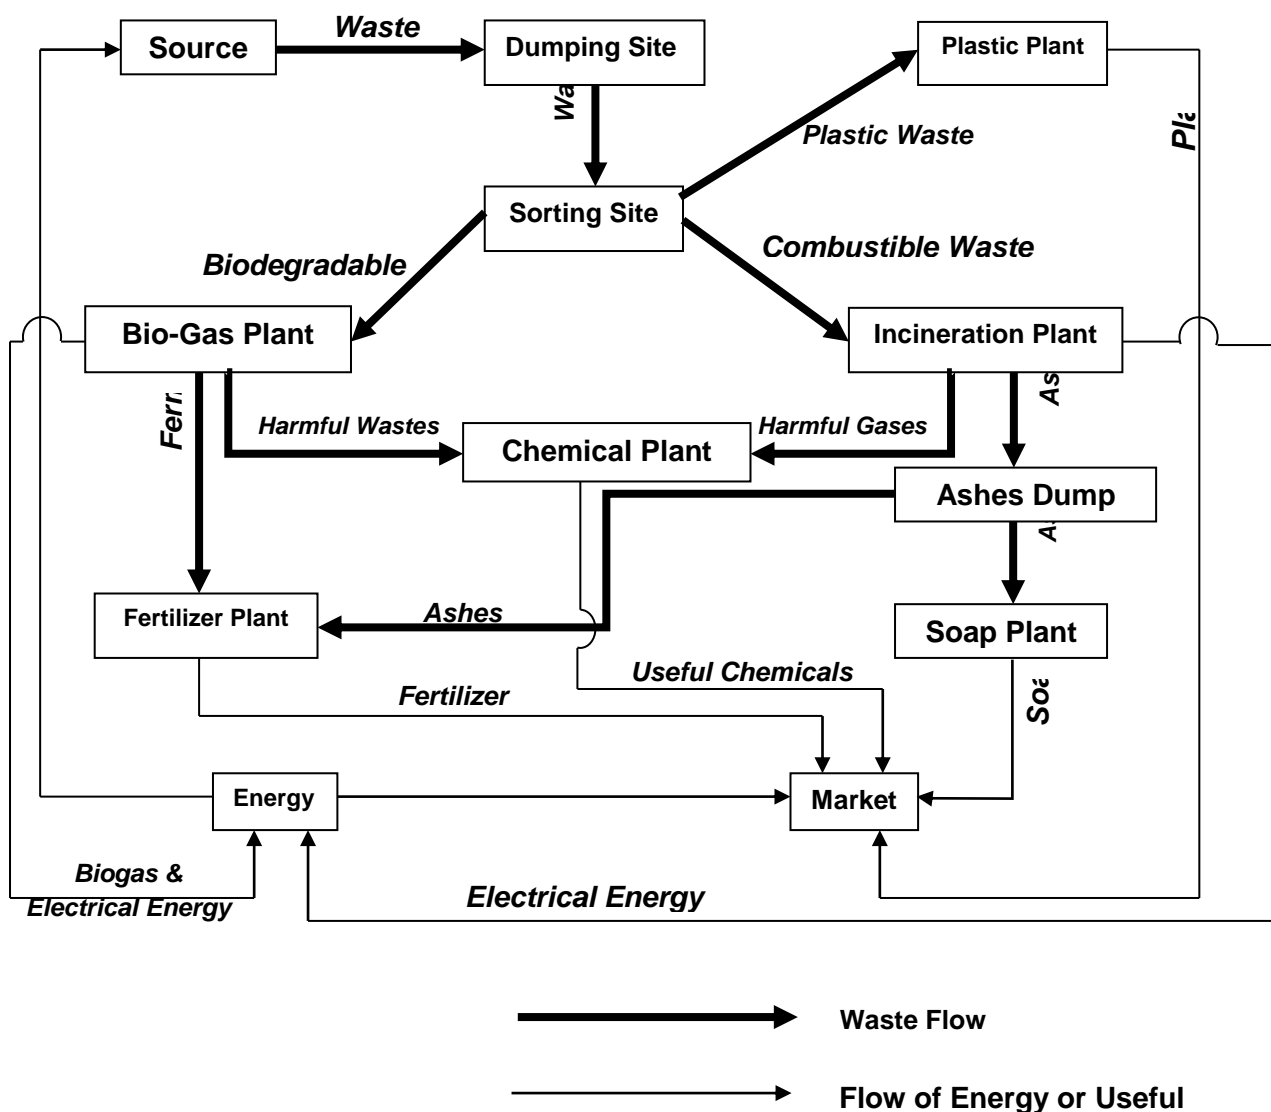 Waste
Source
Dumping Site
Plastic Plant
Plastic Waste
Sorting Site
Combustible Waste
Biodegradable
Bio-Gas Plant
Incineration Plant
Harmful Wastes
Harmful Gases
Chemical Plant
Ashes Dump
Fertilizer Plant
Ashes
Soap Plant
Useful Chemicals
Fertilizer
Energy
Market
Biogas &
Electrical Energy
Electrical Energy
Waste Flow
Flow of Energy or Useful